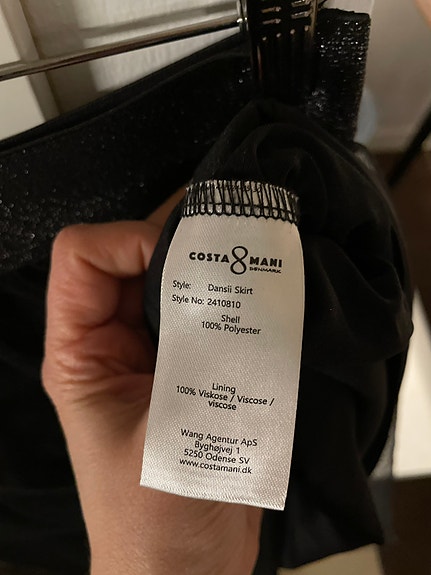 COSTA MANI
DENMARK
Style: Dansii Skirt
Style No: 2410810
Shell
100% Polyester
Lining
100% Viskose / Viscose /
viscose
Wang Agentur ApS
Byghøjvej 1
5250 Odense SV
www.costamani.dk